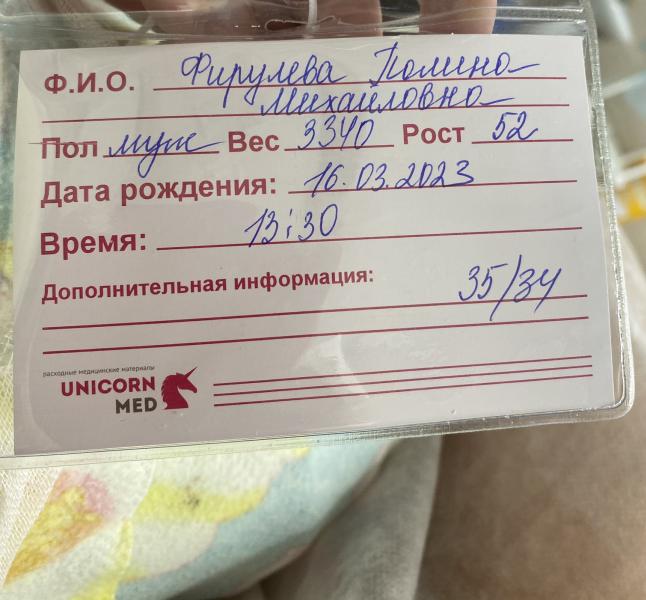 Ф.И.О. Фирулева Полина
Михайловна
Пол муж Вес 3340 Рост 52
Дата рождения: 16.03.2023
Время: 13:30
Дополнительная информация: 35/34
расходные медицинские материалы
UNICORN
MED